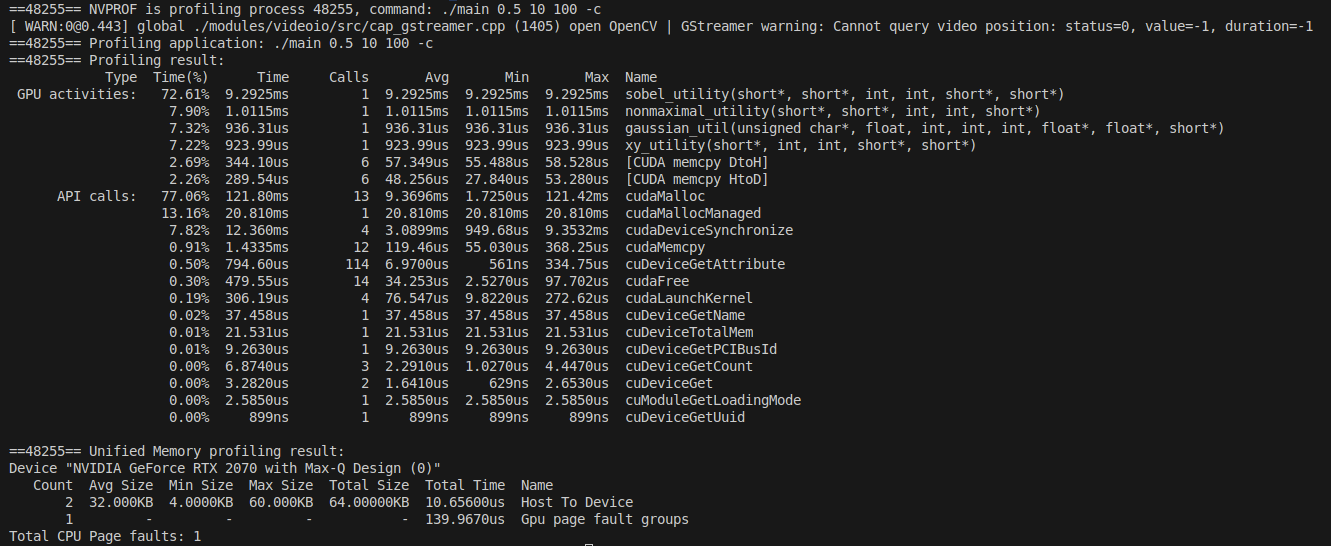 ==48255== NVPROF is profiling process 48255, command: ./main 0.5 10 100 -c
[ WARN:0@0.443] global ./modules/videoio/src/cap_gstreamer.cpp (1405) open OpenCV | GStreamer warning: Cannot query video position: status=0, value=-1, duration=-1
==48255== Profiling application: ./main 0.5 10 100 -c
==48255== Profiling result:
            Type  Time(%)      Time     Calls       Avg       Min       Max  Name
 GPU activities:   72.61%  9.2925ms         1  9.2925ms  9.2925ms  9.2925ms  sobel_utility(short*, short*, int, int, short*, short*)
                    7.90%  1.0115ms         1  1.0115ms  1.0115ms  1.0115ms  nonmaximal_utility(short*, short*, int, int, short*)
                    7.32%  936.31us         1  936.31us  936.31us  936.31us  gaussian_util(unsigned char*, float, int, int, int, float*, float*, short*)
                    7.22%  923.99us         1  923.99us  923.99us  923.99us  xy_utility(short*, int, int, short*, short*)
                    2.69%  344.10us         6  57.349us  55.488us  58.528us  [CUDA memcpy DtoH]
                    2.26%  289.54us         6  48.256us  27.840us  53.280us  [CUDA memcpy HtoD]
      API calls:   77.06%  121.80ms        13  9.3696ms  1.7250us  121.42ms  cudaMalloc
                   13.16%  20.810ms         1  20.810ms  20.810ms  20.810ms  cudaMallocManaged
                    7.82%  12.360ms         4  3.0899ms  949.68us  9.3532ms  cudaDeviceSynchronize
                    0.91%  1.4335ms        12  119.46us  55.030us  368.25us  cudaMemcpy
                    0.50%  794.60us       114  6.9700us     561ns  334.75us  cuDeviceGetAttribute
                    0.30%  479.55us        14  34.253us  2.5270us  97.702us  cudaFree
                    0.19%  306.19us         4  76.547us  9.8220us  272.62us  cudaLaunchKernel
                    0.02%  37.458us         1  37.458us  37.458us  37.458us  cuDeviceGetName
                    0.01%  21.531us         1  21.531us  21.531us  21.531us  cuDeviceTotalMem
                    0.01%  9.2630us         1  9.2630us  9.2630us  9.2630us  cuDeviceGetPCIBusId
                    0.00%  6.8740us         3  2.2910us  1.0270us  4.4470us  cuDeviceGetCount
                    0.00%  3.2820us         2  1.6410us     629ns  2.6530us  cuDeviceGet
                    0.00%  2.5850us         1  2.5850us  2.5850us  2.5850us  cuModuleGetLoadingMode
                    0.00%     899ns         1     899ns     899ns     899ns  cuDeviceGetUuid
==48255== Unified Memory profiling result:
Device "NVIDIA GeForce RTX 2070 with Max-Q Design (0)"
   Count  Avg Size  Min Size  Max Size  Total Size  Total Time  Name
       2  32.000KB  4.0000KB  60.000KB  64.00000KB  10.65600us  Host To Device
       1         -         -         -           -  139.9670us  Gpu page fault groups
Total CPU Page faults: 1